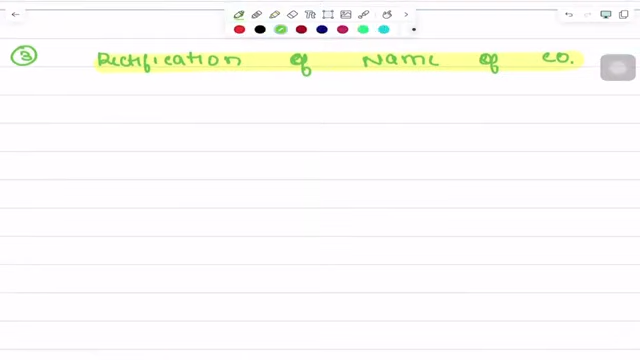 ③ Rectification of Name of co.